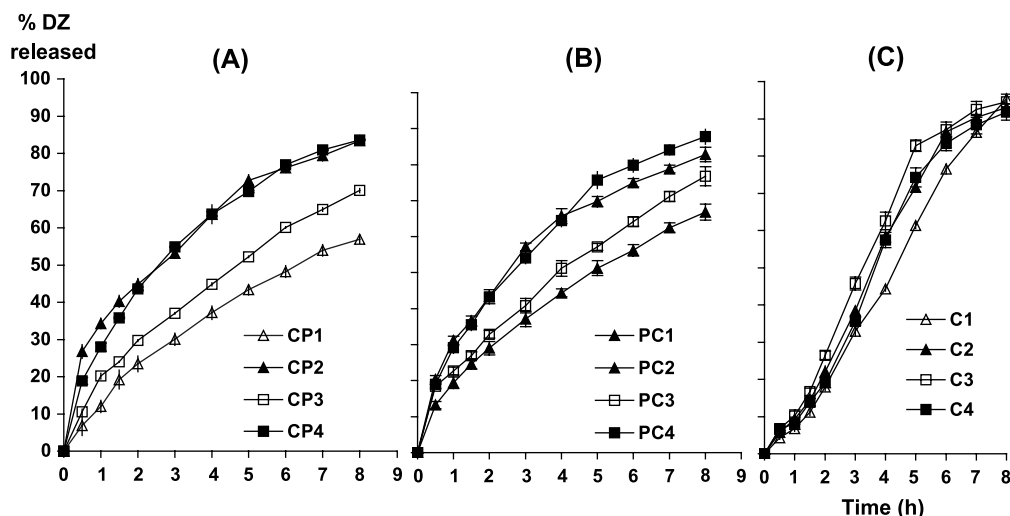 % DZ
released
(A)
(B)
(C)
100
90
80
70
60
50
40
30
20
10
0
CP1
CP2
CP3
CP4
PC1
PC2
PC3
PC4
C1
C2
C3
C4
0 1 2 3 4 5 6 7 8 9
0 1 2 3 4 5 6 7 8 9
0 1 2 3 4 5 6 7 8
Time (h)